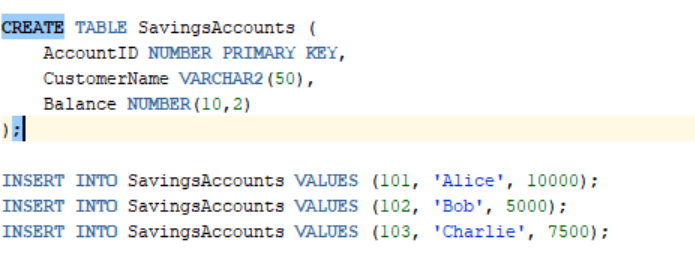 CREATE TABLE SavingsAccounts (
    AccountID NUMBER PRIMARY KEY,
    CustomerName VARCHAR2(50),
    Balance NUMBER(10,2)
);
INSERT INTO SavingsAccounts VALUES (101, 'Alice', 10000);
INSERT INTO SavingsAccounts VALUES (102, 'Bob', 5000);
INSERT INTO SavingsAccounts VALUES (103, 'Charlie', 7500);